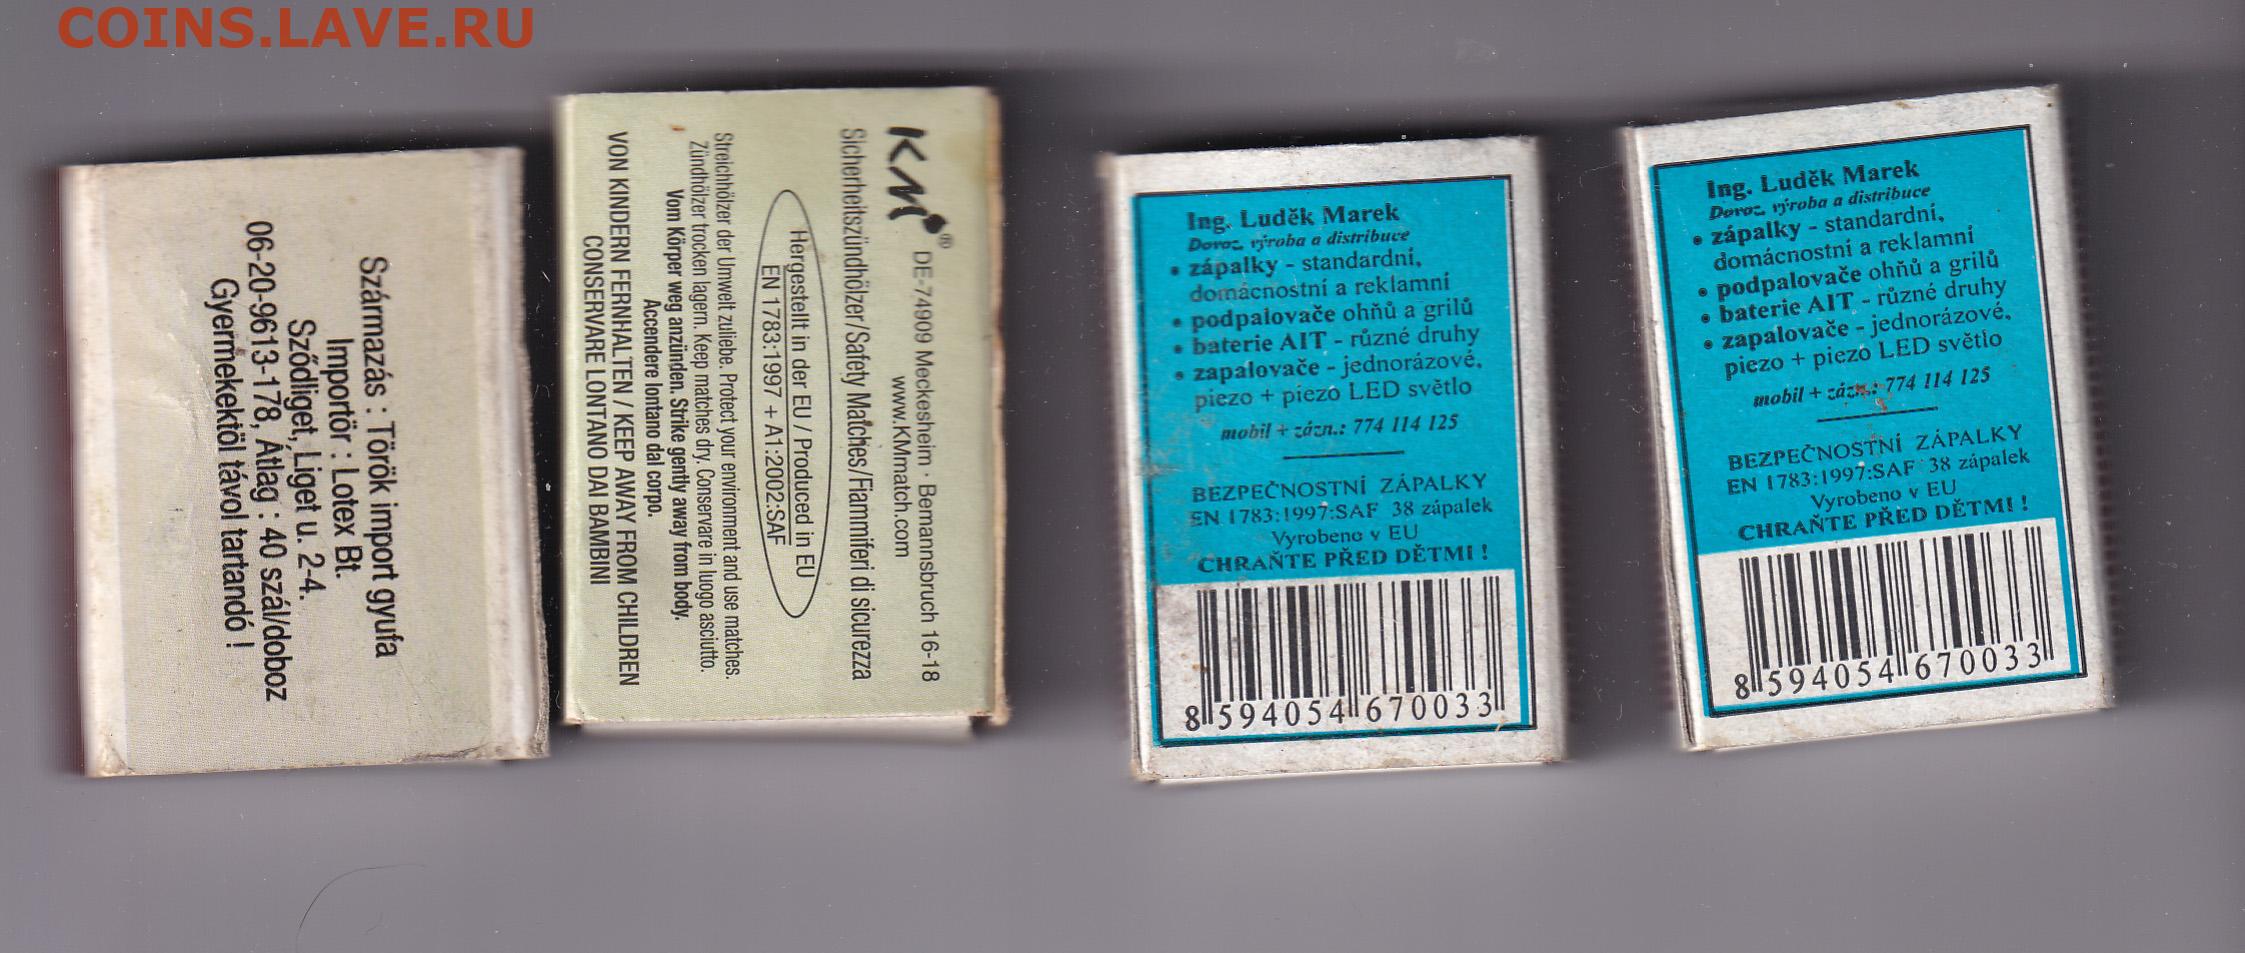 COINS.LAVE.RU
Származás : Török import gyufa
Importör : Lotex Bt.
Sződliget, Liget u. 2-4.
06-20-9613-178, Átlag : 40 szál/doboz
Gyermekektöl távol tartandó !
KM®
DE-74909 Meckesheim · Bemannsbruch 16-18
www.KMmatch.com
Sicherheitszündhölzer/Safety Matches/Fiammiferi di sicurezza
Hergestellt in der EU / Produced in EU
EN 1783:1997 + A1:2002:SAF
Streichhölzer der Umwelt zuliebe. Protect your environment and use matches.
Zündhölzer trocken lagern. Keep matches dry. Conservare in luogo asciutto.
Vom Körper weg anzünden. Strike gently away from body.
Accendere lontano dal corpo.
VON KINDERN FERNHALTEN / KEEP AWAY FROM CHILDREN
CONSERVARE LONTANO DAI BAMBINI
Ing. Luděk Marek
Dovoz, výroba a distribuce
• zápalky - standardní,
domácnostní a reklamní
• podpalovače ohňů a grilů
• baterie AIT - různé druhy
• zapalovače - jednorázové,
piezo + piezo LED světlo
mobil + zázn.: 774 114 125
BEZPEČNOSTNÍ ZÁPALKY
EN 1783:1997:SAF 38 zápalek
Vyrobeno v EU
CHRAŇTE PŘED DĚTMI !
8 594054 670033
Ing. Luděk Marek
Dovoz, výroba a distribuce
• zápalky - standardní,
domácnostní a reklamní
• podpalovače ohňů a grilů
• baterie AIT - různé druhy
• zapalovače - jednorázové,
piezo + piezo LED světlo
mobil + zázn.: 774 114 125
BEZPEČNOSTNÍ ZÁPALKY
EN 1783:1997:SAF 38 zápalek
Vyrobeno v EU
CHRAŇTE PŘED DĚTMI !
8 594054 670033